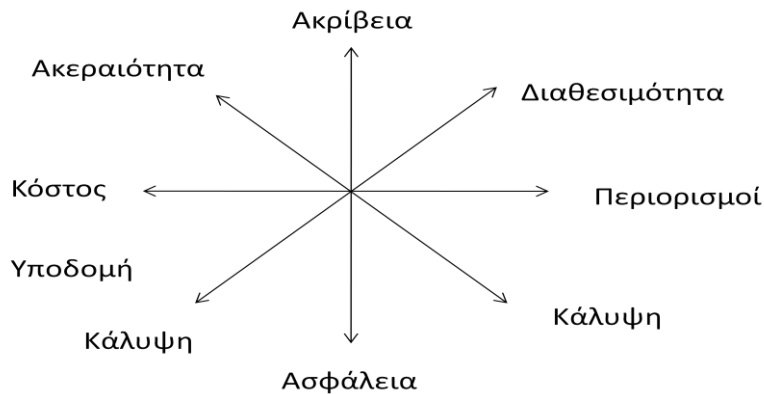 Ακρίβεια
Ακεραιότητα
Διαθεσιμότητα
Κόστος
Περιορισμοί
Υποδομή
Κάλυψη
Κάλυψη
Ασφάλεια